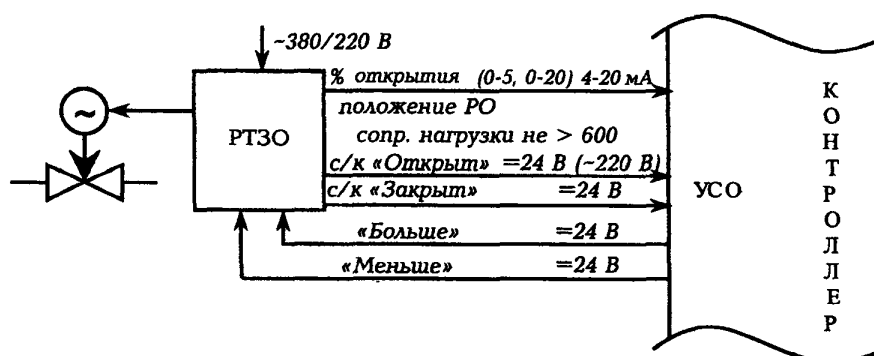 ~380/220 В
% открытия (0-5, 0-20) 4-20 мА
положение РО
сопр. нагрузки не > 600
РТЗО
с/к «Открыт» =24 В (~220 В)
с/к «Закрыт» =24 В
УСО
«Больше» =24 В
«Меньше» =24 В
КОНТРОЛЛЕР
~